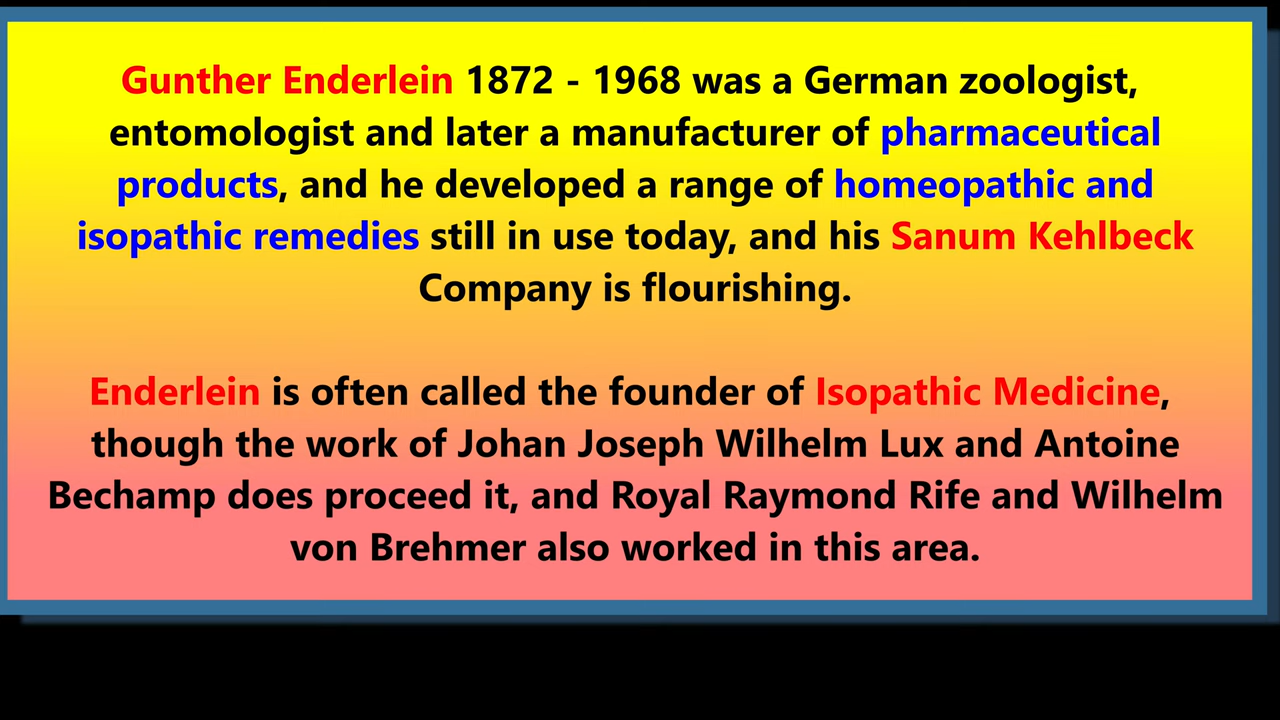 Gunther Enderlein 1872 - 1968 was a German zoologist,
entomologist and later a manufacturer of pharmaceutical
products, and he developed a range of homeopathic and
isopathic remedies still in use today, and his Sanum Kehlbeck
Company is flourishing.
Enderlein is often called the founder of Isopathic Medicine,
though the work of Johan Joseph Wilhelm Lux and Antoine
Bechamp does proceed it, and Royal Raymond Rife and Wilhelm
von Brehmer also worked in this area.